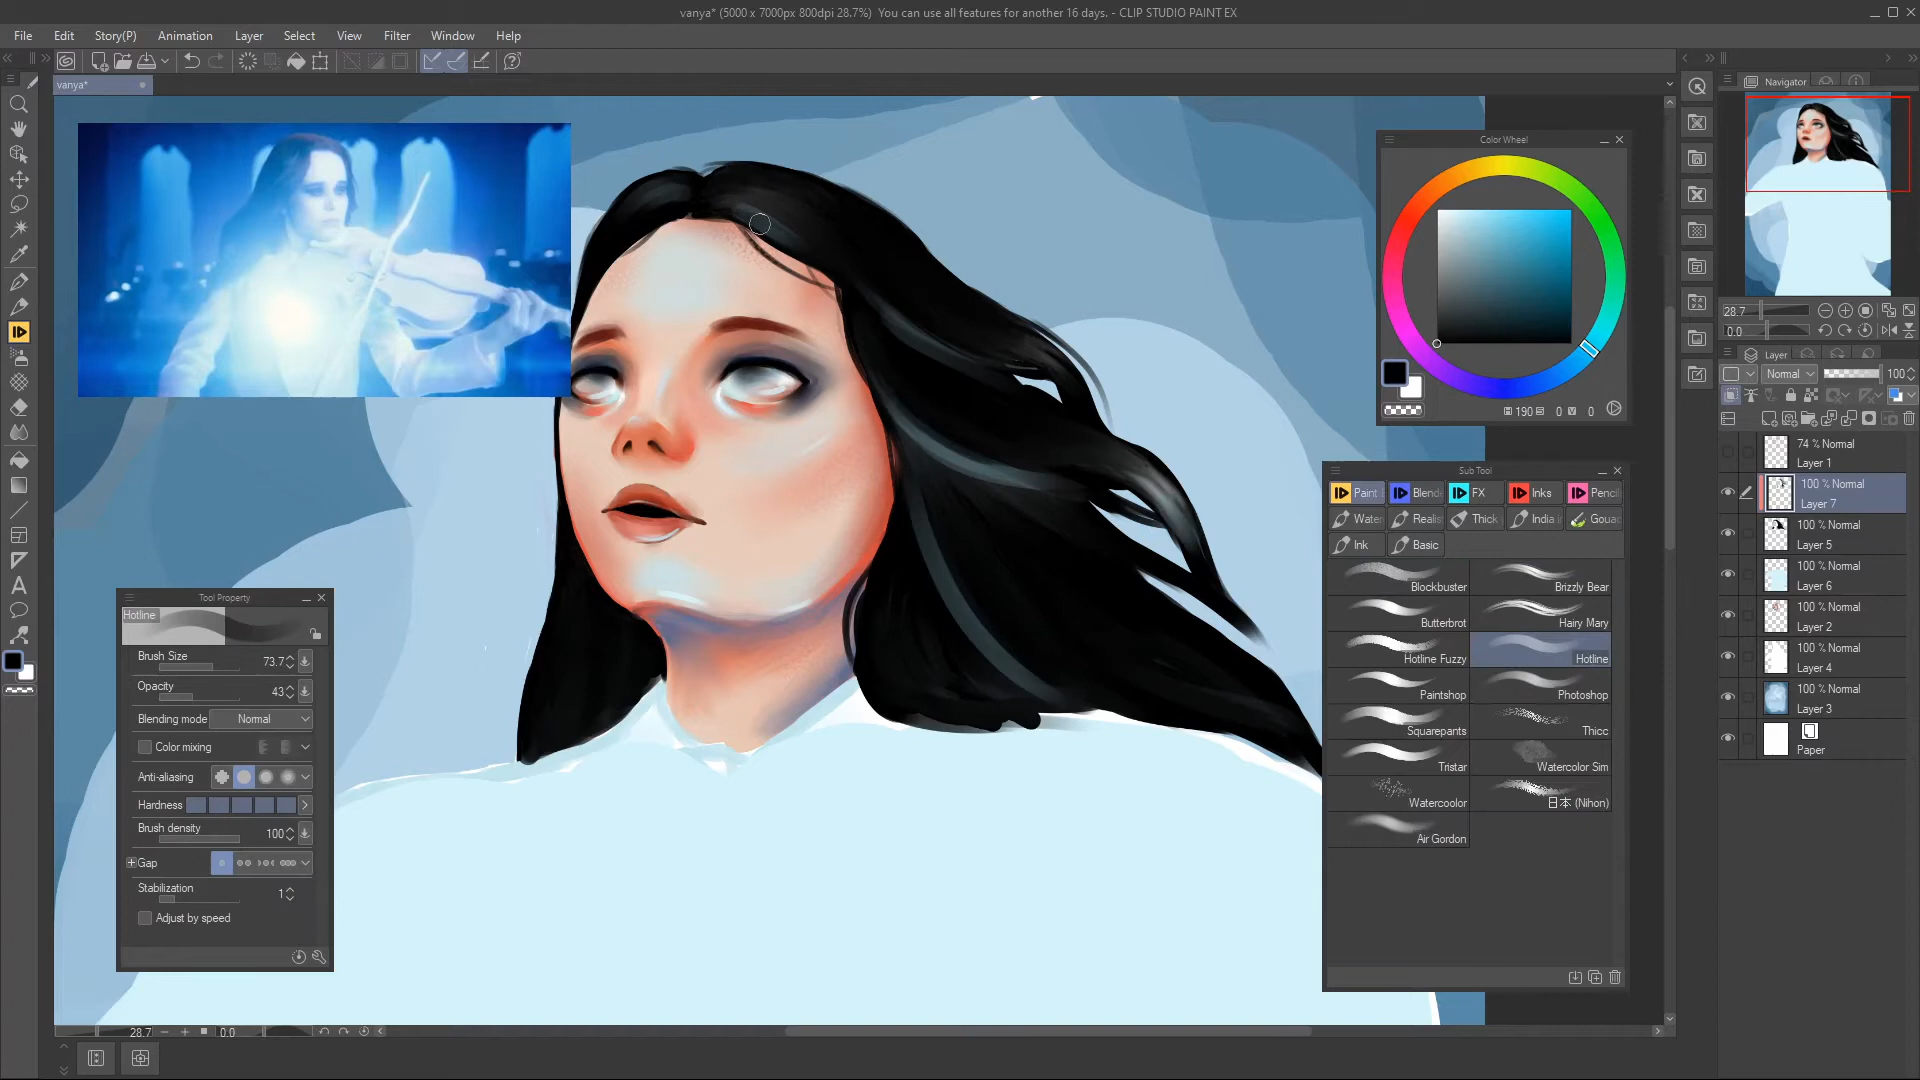 vanya* (5000 x 7000px 800dpi 28.7%)  You can use all features for another 16 days. - CLIP STUDIO PAINT EX
File Edit Story(P) Animation Layer Select View Filter Window Help
vanya*
Navigator
28.7
0.0
Color Wheel
190 0 0
Layer
Normal 100
74 % Normal
Layer 1
100 % Normal
Layer 7
100 % Normal
Layer 5
100 % Normal
Layer 6
100 % Normal
Layer 2
100 % Normal
Layer 4
100 % Normal
Layer 3
Paper
Sub Tool
Paint Blend FX Inks Pencil
Water Realis Thick India Gouac
Ink Basic
Blockbuster Brizzly Bear
Butterbrot Hairy Mary
Hotline Fuzzy Hotline
Paintshop Photoshop
Squarepants Thicc
Tristar Watercolor Sim
Watercoolor 日本 (Nihon)
Air Gordon
Tool Property
Hotline
Brush Size 73.7
Opacity 43
Blending mode Normal
Color mixing
Anti-aliasing
Hardness
Brush density 100
Gap
Stabilization 1
Adjust by speed
28.7 0.0